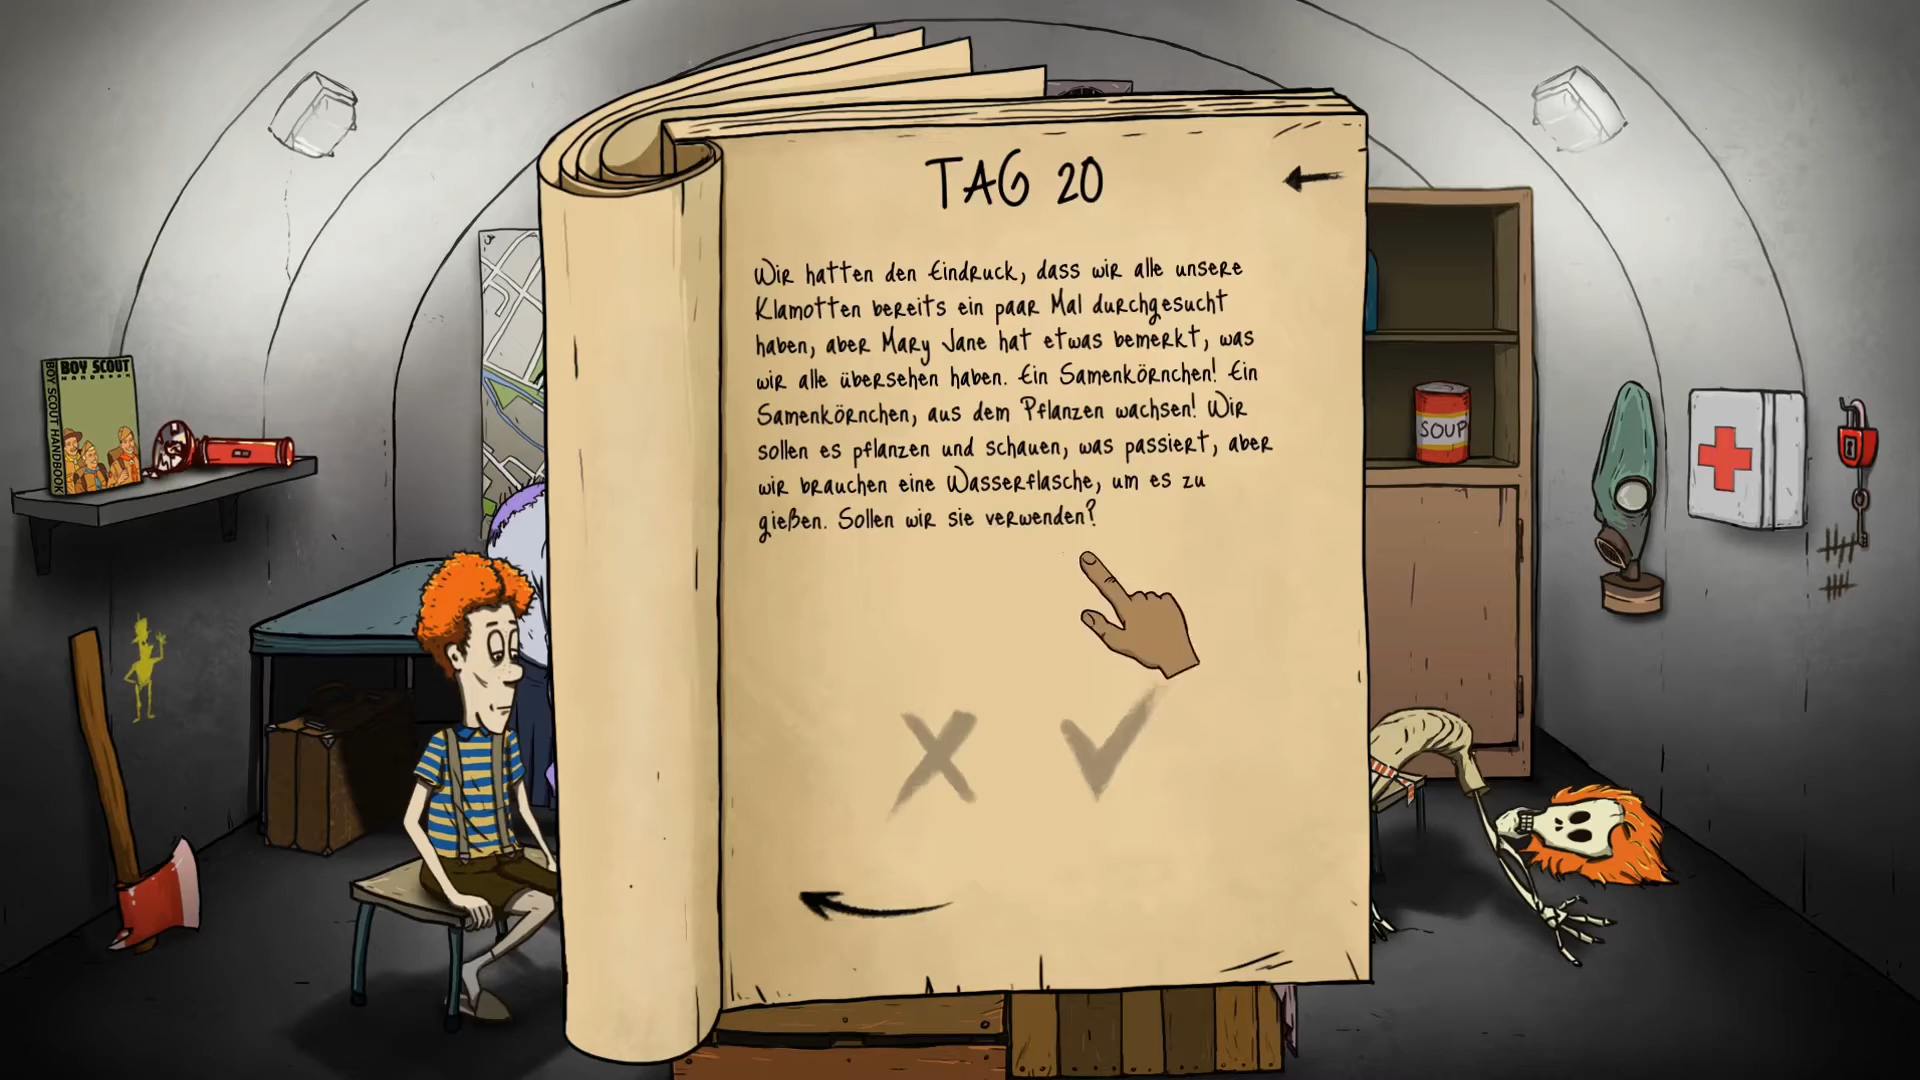 TAG 20
Wir hatten den Eindruck, dass wir alle unsere
Klamotten bereits ein paar Mal durchgesucht
haben, aber Mary Jane hat etwas bemerkt, was
wir alle übersehen haben. Ein Samenkörnchen! Ein
Samenkörnchen, aus dem Pflanzen wachsen! Wir
sollen es pflanzen und schauen, was passiert, aber
wir brauchen eine Wasserflasche, um es zu
gießen. Sollen wir sie verwenden?
BOY SCOUT
HANDBOOK
BOY SCOUT HANDBOOK
SOUP